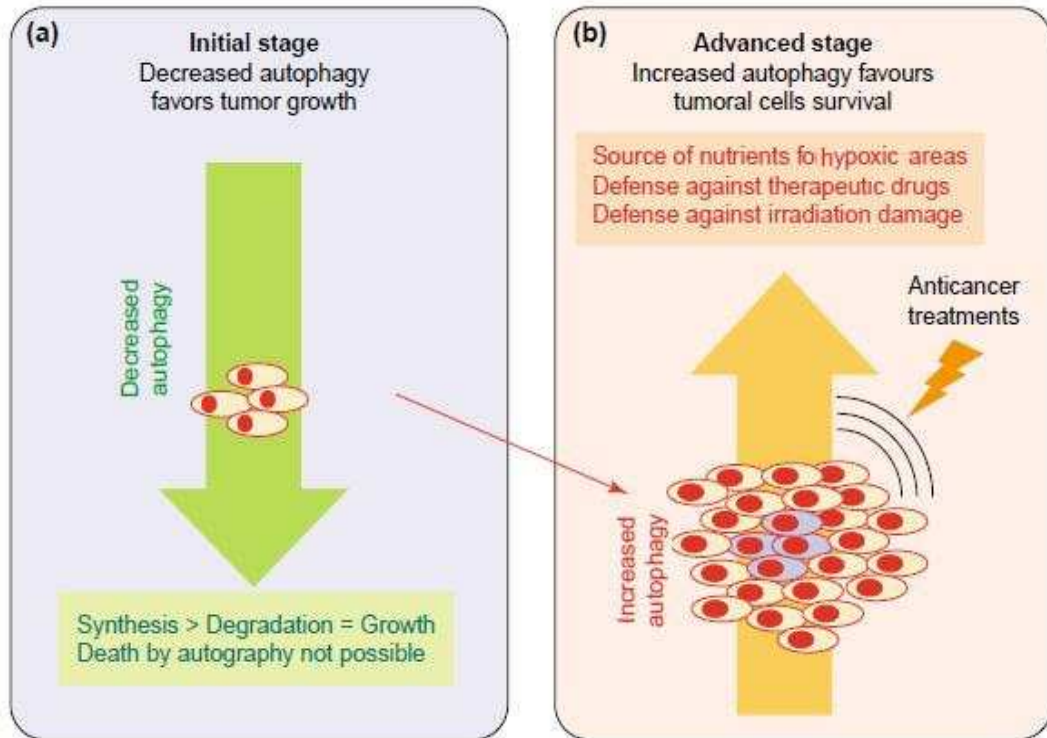 (a)
Initial stage
Decreased autophagy
favors tumor growth
Decreased
autophagy
Synthesis > Degradation = Growth
Death by autography not possible
(b)
Advanced stage
Increased autophagy favours
tumoral cells survival
Source of nutrients fo hypoxic areas
Defense against therapeutic drugs
Defense against irradiation damage
Anticancer
treatments
Increased
autophagy